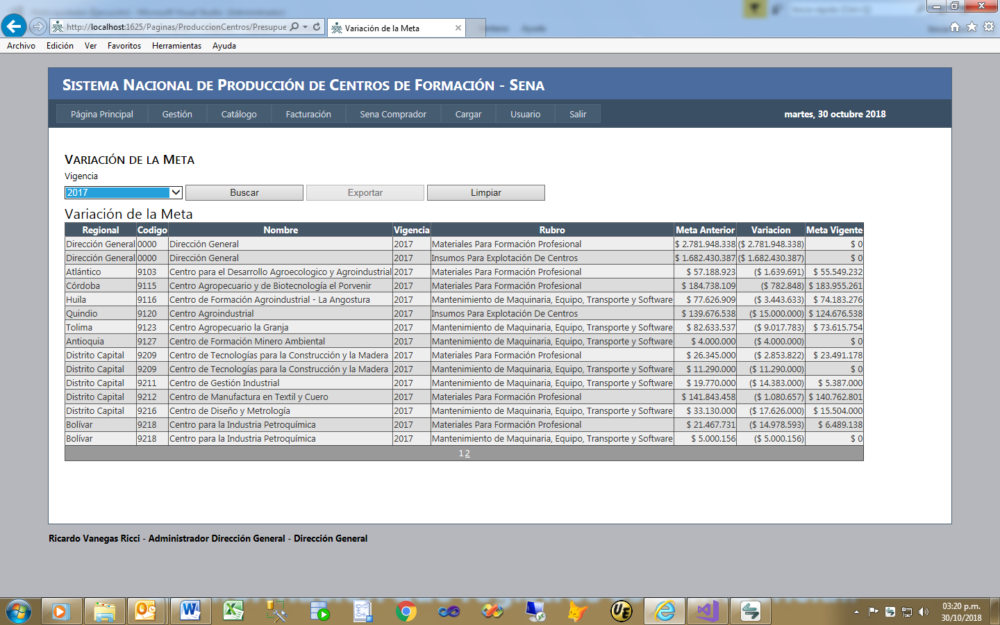 http://localhost:1625/Paginas/ProduccionCentros/Presupue
Variación de la Meta
Archivo Edición Ver Favoritos Herramientas Ayuda
Sistema Nacional de Producción de Centros de Formación - Sena
Página Principal Gestión Catálogo Facturación Sena Comprador Cargar Usuario Salir martes, 30 octubre 2018
Variación de la Meta
Vigencia
2017 Buscar Exportar Limpiar
Variación de la Meta
Regional Codigo Nombre Vigencia Rubro Meta Anterior Variacion Meta Vigente
Dirección General 0000 Dirección General 2017 Materiales Para Formación Profesional $ 2.781.948.338 ($ 2.781.948.338) $ 0
Dirección General 0000 Dirección General 2017 Insumos Para Explotación De Centros $ 1.682.430.387 ($ 1.682.430.387) $ 0
Atlántico 9103 Centro para el Desarrollo Agroecologico y Agroindustrial 2017 Materiales Para Formación Profesional $ 57.188.923 ($ 1.639.691) $ 55.549.232
Córdoba 9115 Centro Agropecuario y de Biotecnología el Porvenir 2017 Materiales Para Formación Profesional $ 184.738.109 ($ 782.848) $ 183.955.261
Huila 9116 Centro de Formación Agroindustrial - La Angostura 2017 Mantenimiento de Maquinaria, Equipo, Transporte y Software $ 77.626.909 ($ 3.443.633) $ 74.183.276
Quindio 9120 Centro Agroindustrial 2017 Insumos Para Explotación De Centros $ 139.676.538 ($ 15.000.000) $ 124.676.538
Tolima 9123 Centro Agropecuario la Granja 2017 Mantenimiento de Maquinaria, Equipo, Transporte y Software $ 82.633.537 ($ 9.017.783) $ 73.615.754
Antioquia 9127 Centro de Formación Minero Ambiental 2017 Mantenimiento de Maquinaria, Equipo, Transporte y Software $ 4.000.000 ($ 4.000.000) $ 0
Distrito Capital 9209 Centro de Tecnologías para la Construcción y la Madera 2017 Materiales Para Formación Profesional $ 26.345.000 ($ 2.853.822) $ 23.491.178
Distrito Capital 9209 Centro de Tecnologías para la Construcción y la Madera 2017 Mantenimiento de Maquinaria, Equipo, Transporte y Software $ 11.290.000 ($ 11.290.000) $ 0
Distrito Capital 9211 Centro de Gestión Industrial 2017 Mantenimiento de Maquinaria, Equipo, Transporte y Software $ 19.770.000 ($ 14.383.000) $ 5.387.000
Distrito Capital 9212 Centro de Manufactura en Textil y Cuero 2017 Materiales Para Formación Profesional $ 141.843.458 ($ 1.080.657) $ 140.762.801
Distrito Capital 9216 Centro de Diseño y Metrología 2017 Mantenimiento de Maquinaria, Equipo, Transporte y Software $ 33.130.000 ($ 17.626.000) $ 15.504.000
Bolívar 9218 Centro para la Industria Petroquímica 2017 Materiales Para Formación Profesional $ 21.467.731 ($ 14.978.593) $ 6.489.138
Bolívar 9218 Centro para la Industria Petroquímica 2017 Mantenimiento de Maquinaria, Equipo, Transporte y Software $ 5.000.156 ($ 5.000.156) $ 0
1 2
Ricardo Vanegas Ricci - Administrador Dirección General - Dirección General
03:20 p.m.
30/10/2018